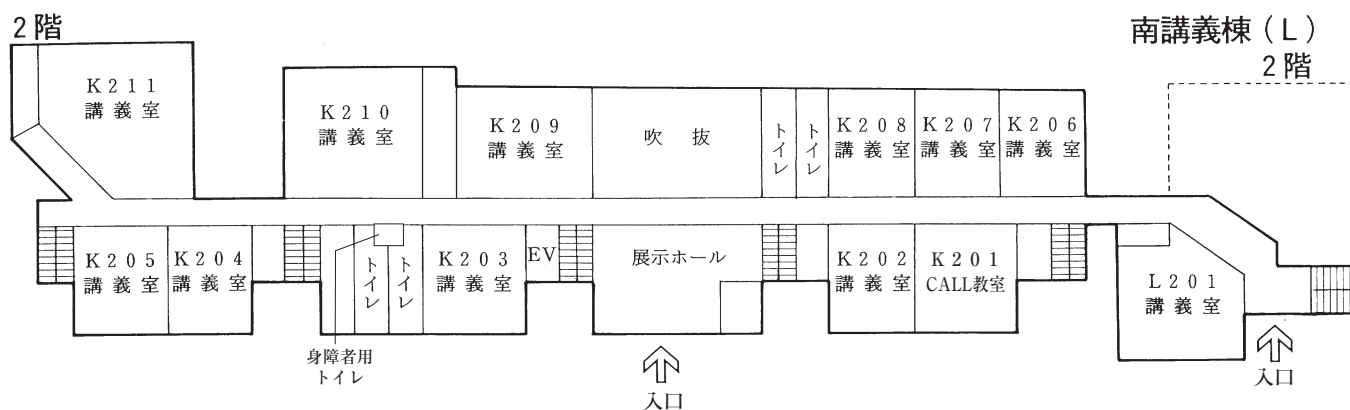 2階
南講義棟(L)
2階
K211
講義室
K210
講義室
K209
講義室
吹抜
トイレ
トイレ
K208
講義室
K207
講義室
K206
講義室
K205
講義室
K204
講義室
トイレ
トイレ
K203
講義室
EV
展示ホール
K202
講義室
K201
CALL教室
L201
講義室
身障者用
トイレ
入口
入口